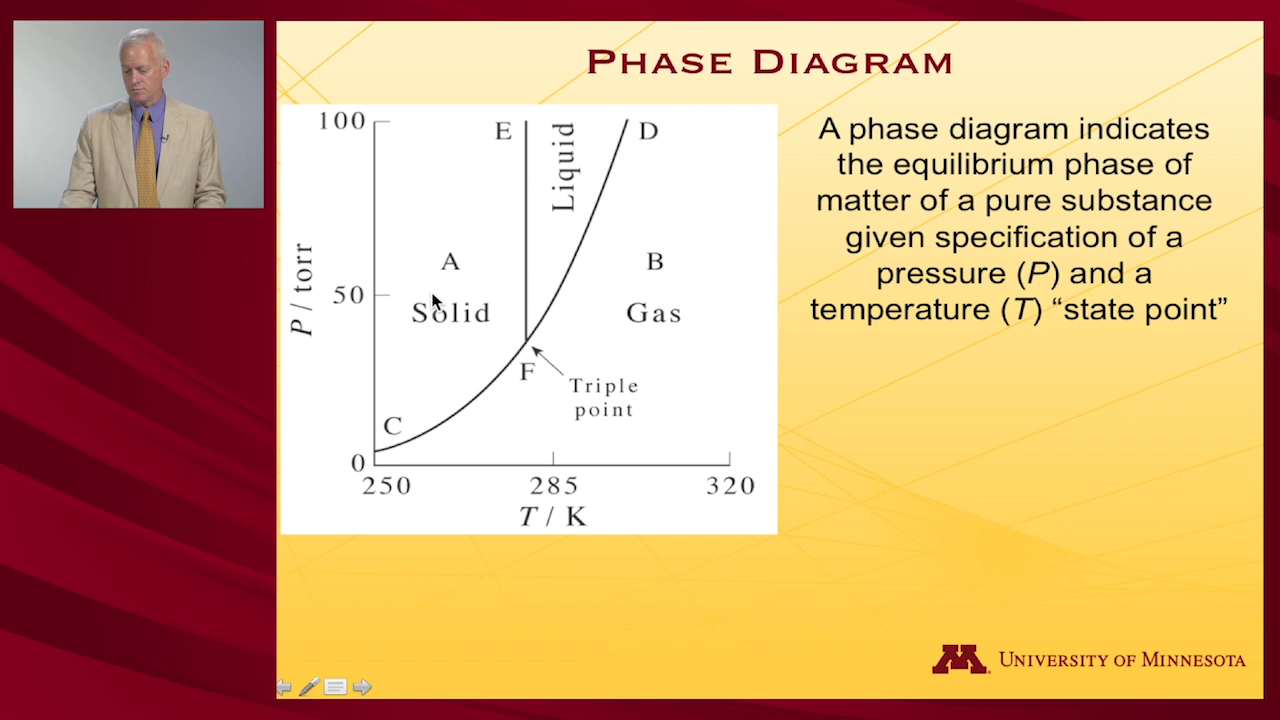 PHASE DIAGRAM
100
E
Liquid
D
A
B
P / torr
50
Solid
Gas
F
Triple
point
C
0
250
285
320
T / K
A phase diagram indicates
the equilibrium phase of
matter of a pure substance
given specification of a
pressure (P) and a
temperature (T) “state point”
M
UNIVERSITY OF MINNESOTA